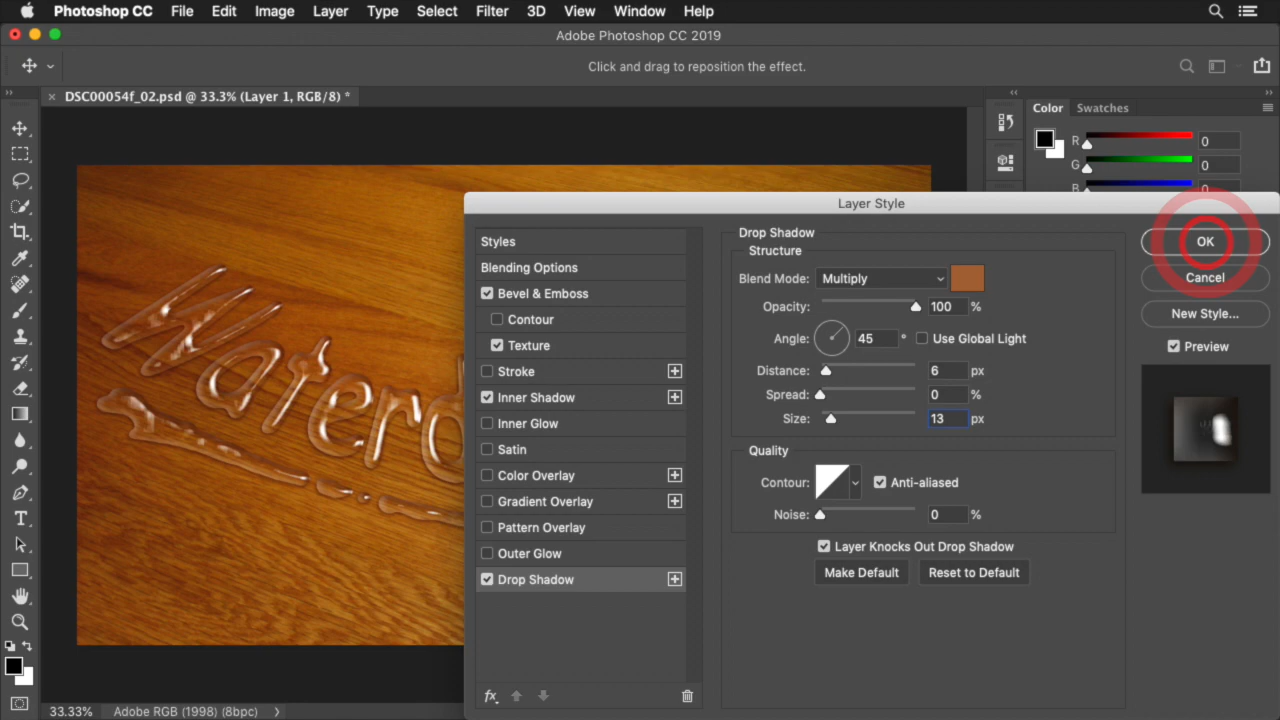 Photoshop CC File Edit Image Layer Type Select Filter 3D View Window Help
Adobe Photoshop CC 2019
Click and drag to reposition the effect.
× DSC00054f_02.psd @ 33.3% (Layer 1, RGB/8) *
Color Swatches
R 0
G 0
B 0
Layer Style
Styles
Blending Options
Bevel & Emboss
Contour
Texture
Stroke
Inner Shadow
Inner Glow
Satin
Color Overlay
Gradient Overlay
Pattern Overlay
Outer Glow
Drop Shadow
fx
Drop Shadow
Structure
Blend Mode: Multiply
Opacity: 100 %
Angle: 45 ° Use Global Light
Distance: 6 px
Spread: 0 %
Size: 13 px
Quality
Contour: Anti-aliased
Noise: 0 %
Layer Knocks Out Drop Shadow
Make Default Reset to Default
OK
Cancel
New Style...
Preview
Waterd
33.33% Adobe RGB (1998) (8bpc) >